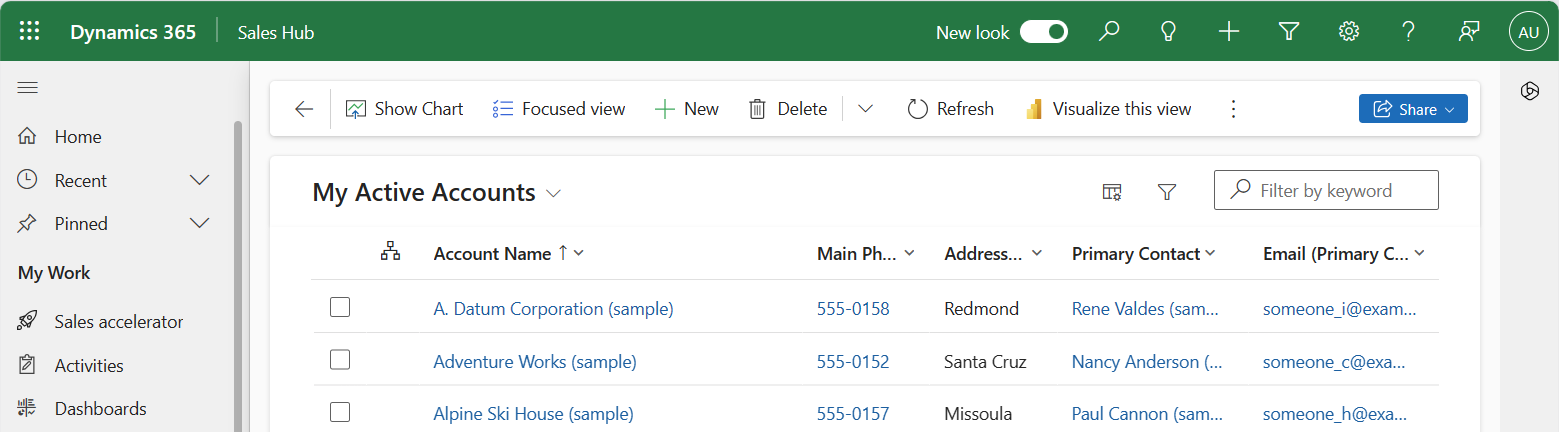 Dynamics 365 Sales Hub New look AU
Show Chart Focused view New Delete Refresh Visualize this view Share
Home
Recent
Pinned
My Work
Sales accelerator
Activities
Dashboards
My Active Accounts Filter by keyword
Account Name Main Ph... Address... Primary Contact Email (Primary C...
A. Datum Corporation (sample) 555-0158 Redmond Rene Valdes (sam... someone_i@exam...
Adventure Works (sample) 555-0152 Santa Cruz Nancy Anderson (... someone_c@exa...
Alpine Ski House (sample) 555-0157 Missoula Paul Cannon (sam... someone_h@exa...